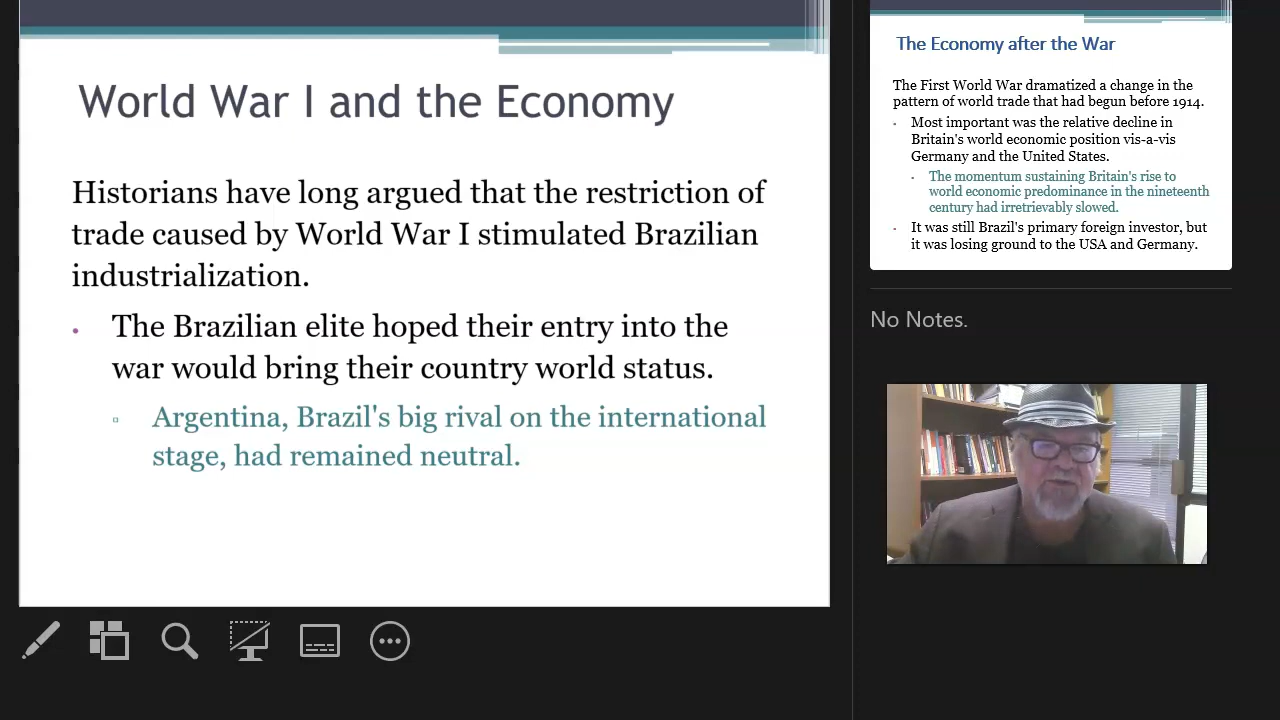 World War I and the Economy
Historians have long argued that the restriction of
trade caused by World War I stimulated Brazilian
industrialization.
The Brazilian elite hoped their entry into the
war would bring their country world status.
Argentina, Brazil's big rival on the international
stage, had remained neutral.
The Economy after the War
The First World War dramatized a change in the
pattern of world trade that had begun before 1914.
Most important was the relative decline in
Britain's world economic position vis-a-vis
Germany and the United States.
The momentum sustaining Britain's rise to
world economic predominance in the nineteenth
century had irretrievably slowed.
It was still Brazil's primary foreign investor, but
it was losing ground to the USA and Germany.
No Notes.